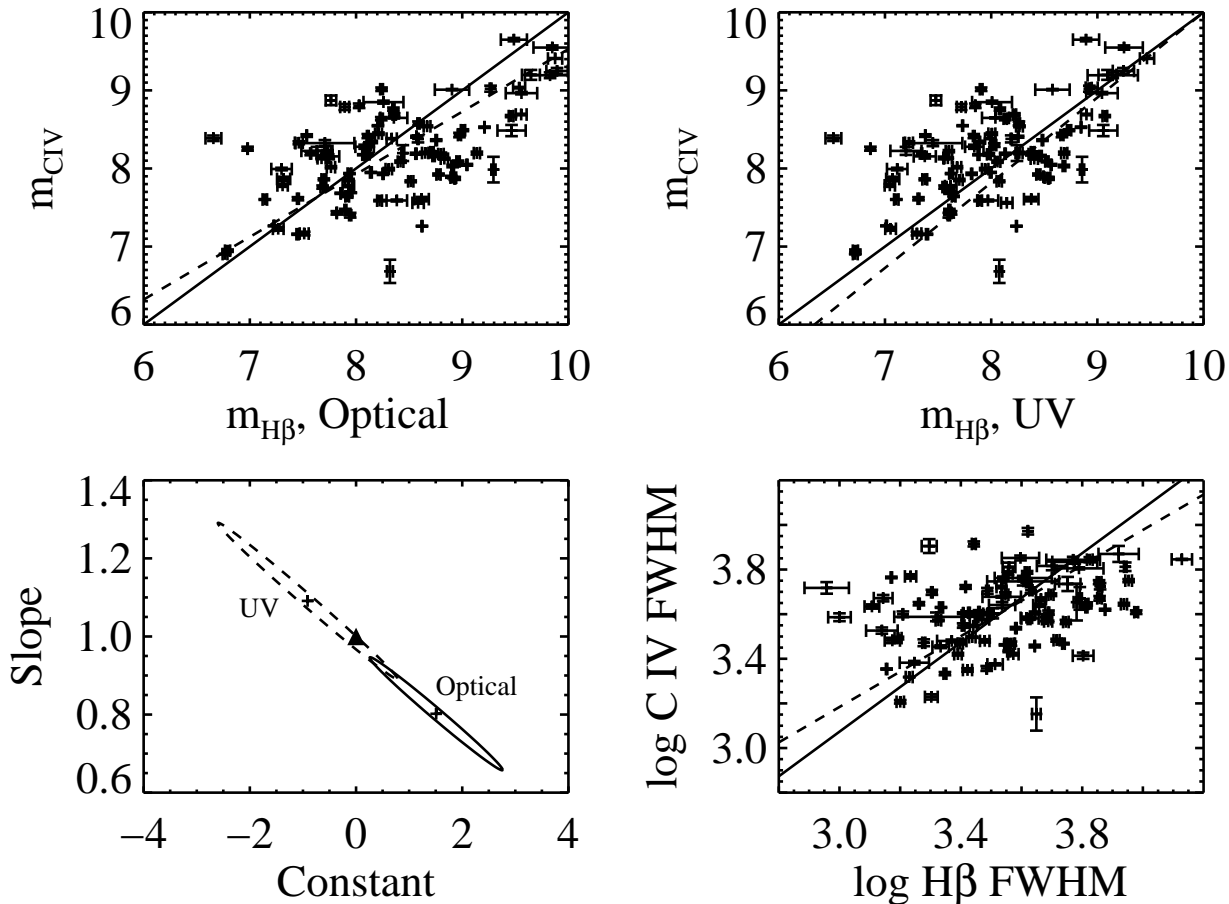 10
9
8
7
6
m_CIV
6 7 8 9 10
m_Hβ, Optical
10
9
8
7
6
m_CIV
6 7 8 9 10
m_Hβ, UV
1.4
1.2
1.0
0.8
0.6
Slope
UV
Optical
−4 −2 0 2 4
Constant
3.8
3.4
3.0
log C IV FWHM
3.0 3.4 3.8
log Hβ FWHM